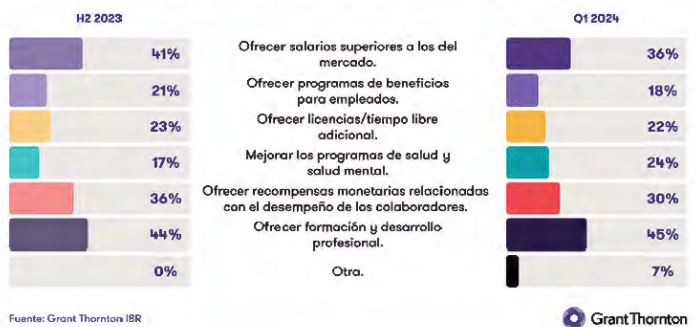 H2 2023
Q1 2024
41%
Ofrecer salarios superiores a los del
mercado.
36%
21%
Ofrecer programas de beneficios
para empleados.
18%
23%
Ofrecer licencias/tiempo libre
adicional.
22%
17%
Mejorar los programas de salud y
salud mental.
24%
36%
Ofrecer recompensas monetarias relacionadas
con el desempeño de los colaboradores.
30%
44%
Ofrecer formación y desarrollo
profesional.
45%
0%
Otra.
7%
Fuente: Grant Thornton IBR
Grant Thornton